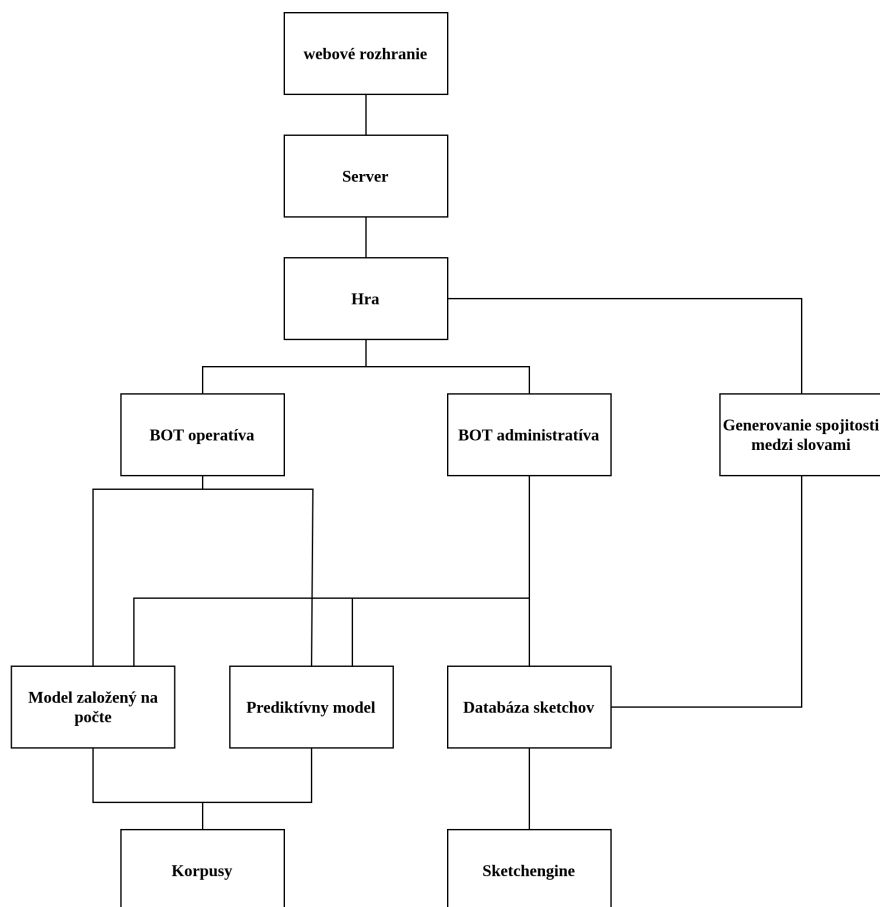 webové rozhranie
Server
Hra
BOT operatíva
BOT administratíva
Generovanie spojitosti
medzi slovami
Model založený na
počte
Prediktívny model
Databáza sketchov
Korpusy
Sketchengine